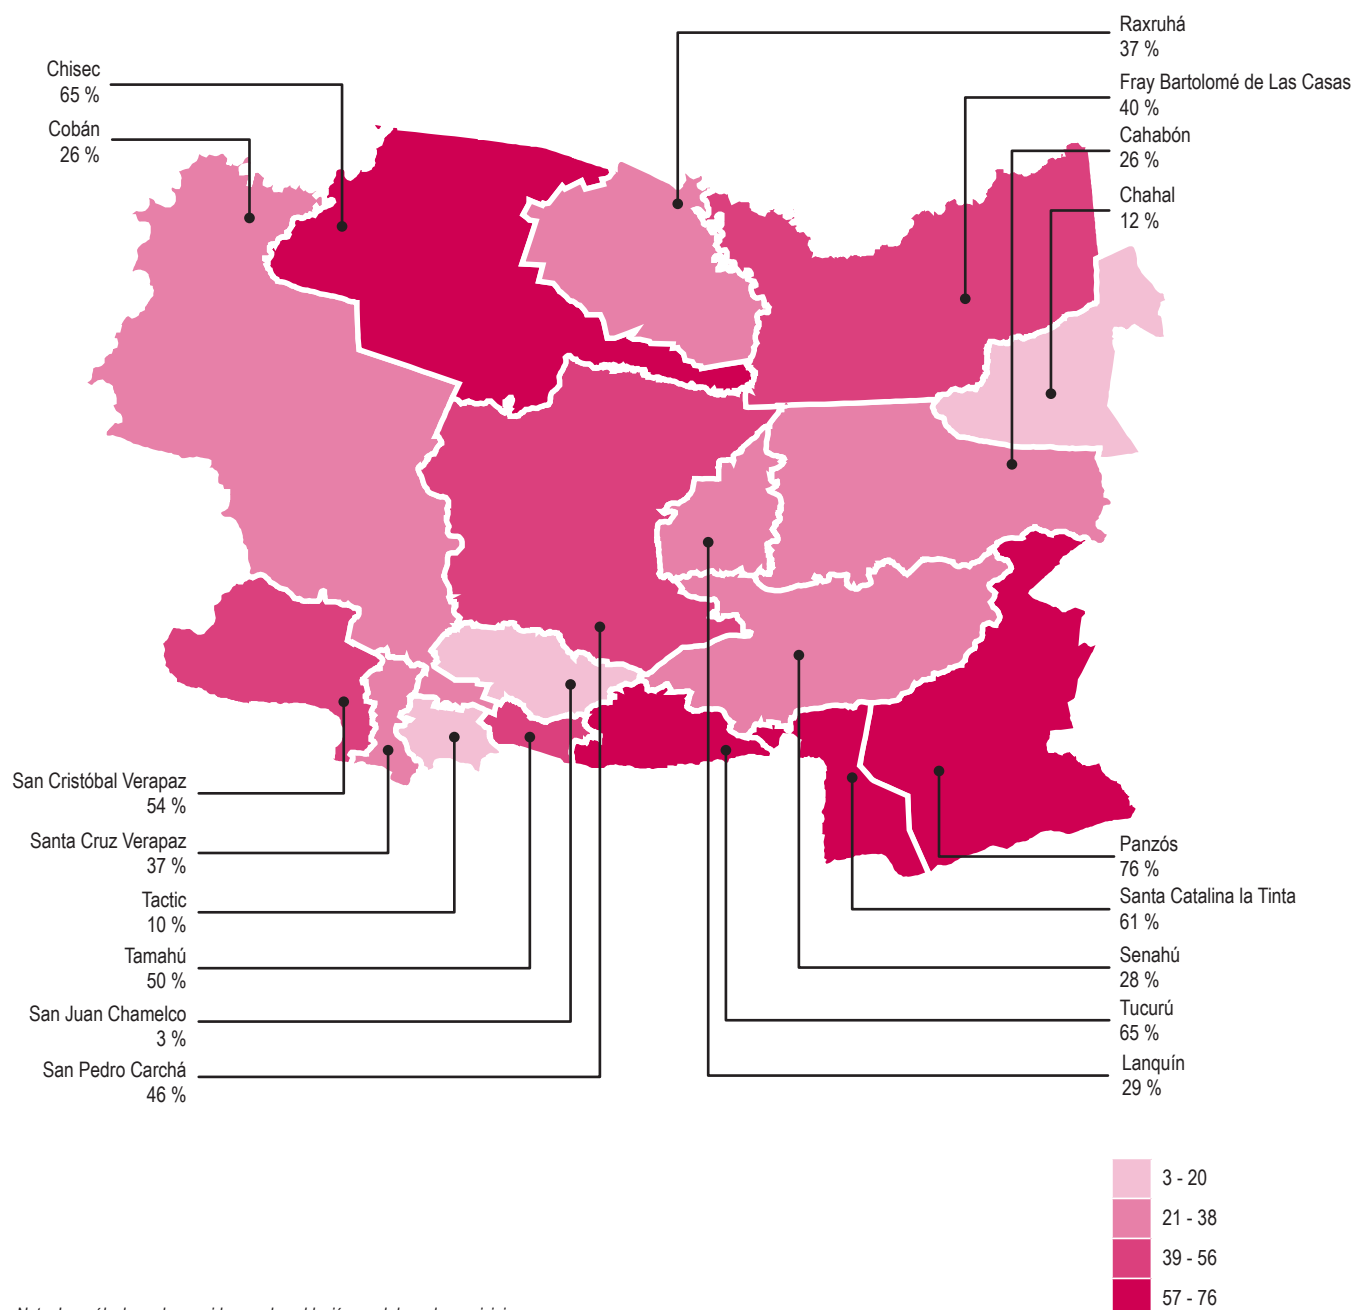 Chisec
65 %
Cobán
26 %
Raxruhá
37 %
Fray Bartolomé de Las Casas
40 %
Cahabón
26 %
Chahal
12 %
San Cristóbal Verapaz
54 %
Santa Cruz Verapaz
37 %
Tactic
10 %
Tamahú
50 %
San Juan Chamelco
3 %
San Pedro Carchá
46 %
Panzós
76 %
Santa Catalina la Tinta
61 %
Senahú
28 %
Tucurú
65 %
Lanquín
29 %
3 - 20
21 - 38
39 - 56
57 - 76